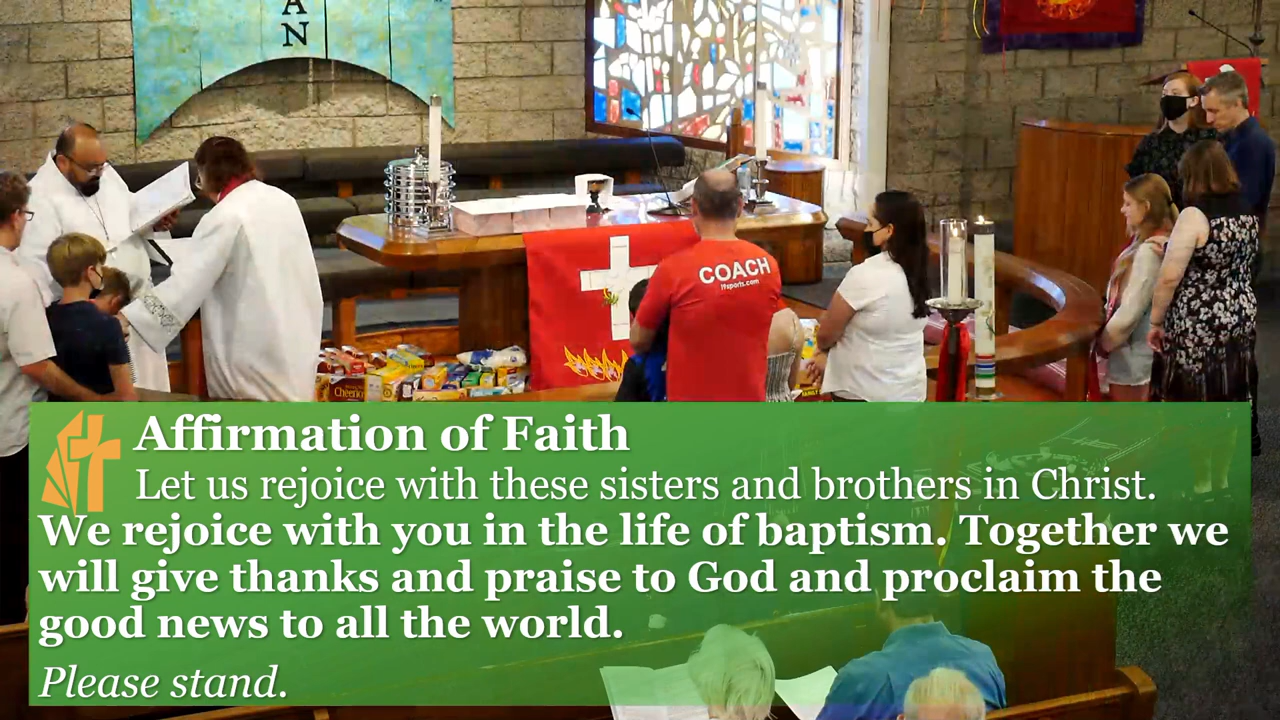 AN
COACH
Cheerios
Affirmation of Faith
Let us rejoice with these sisters and brothers in Christ.
We rejoice with you in the life of baptism. Together we
will give thanks and praise to God and proclaim the
good news to all the world.
Please stand.